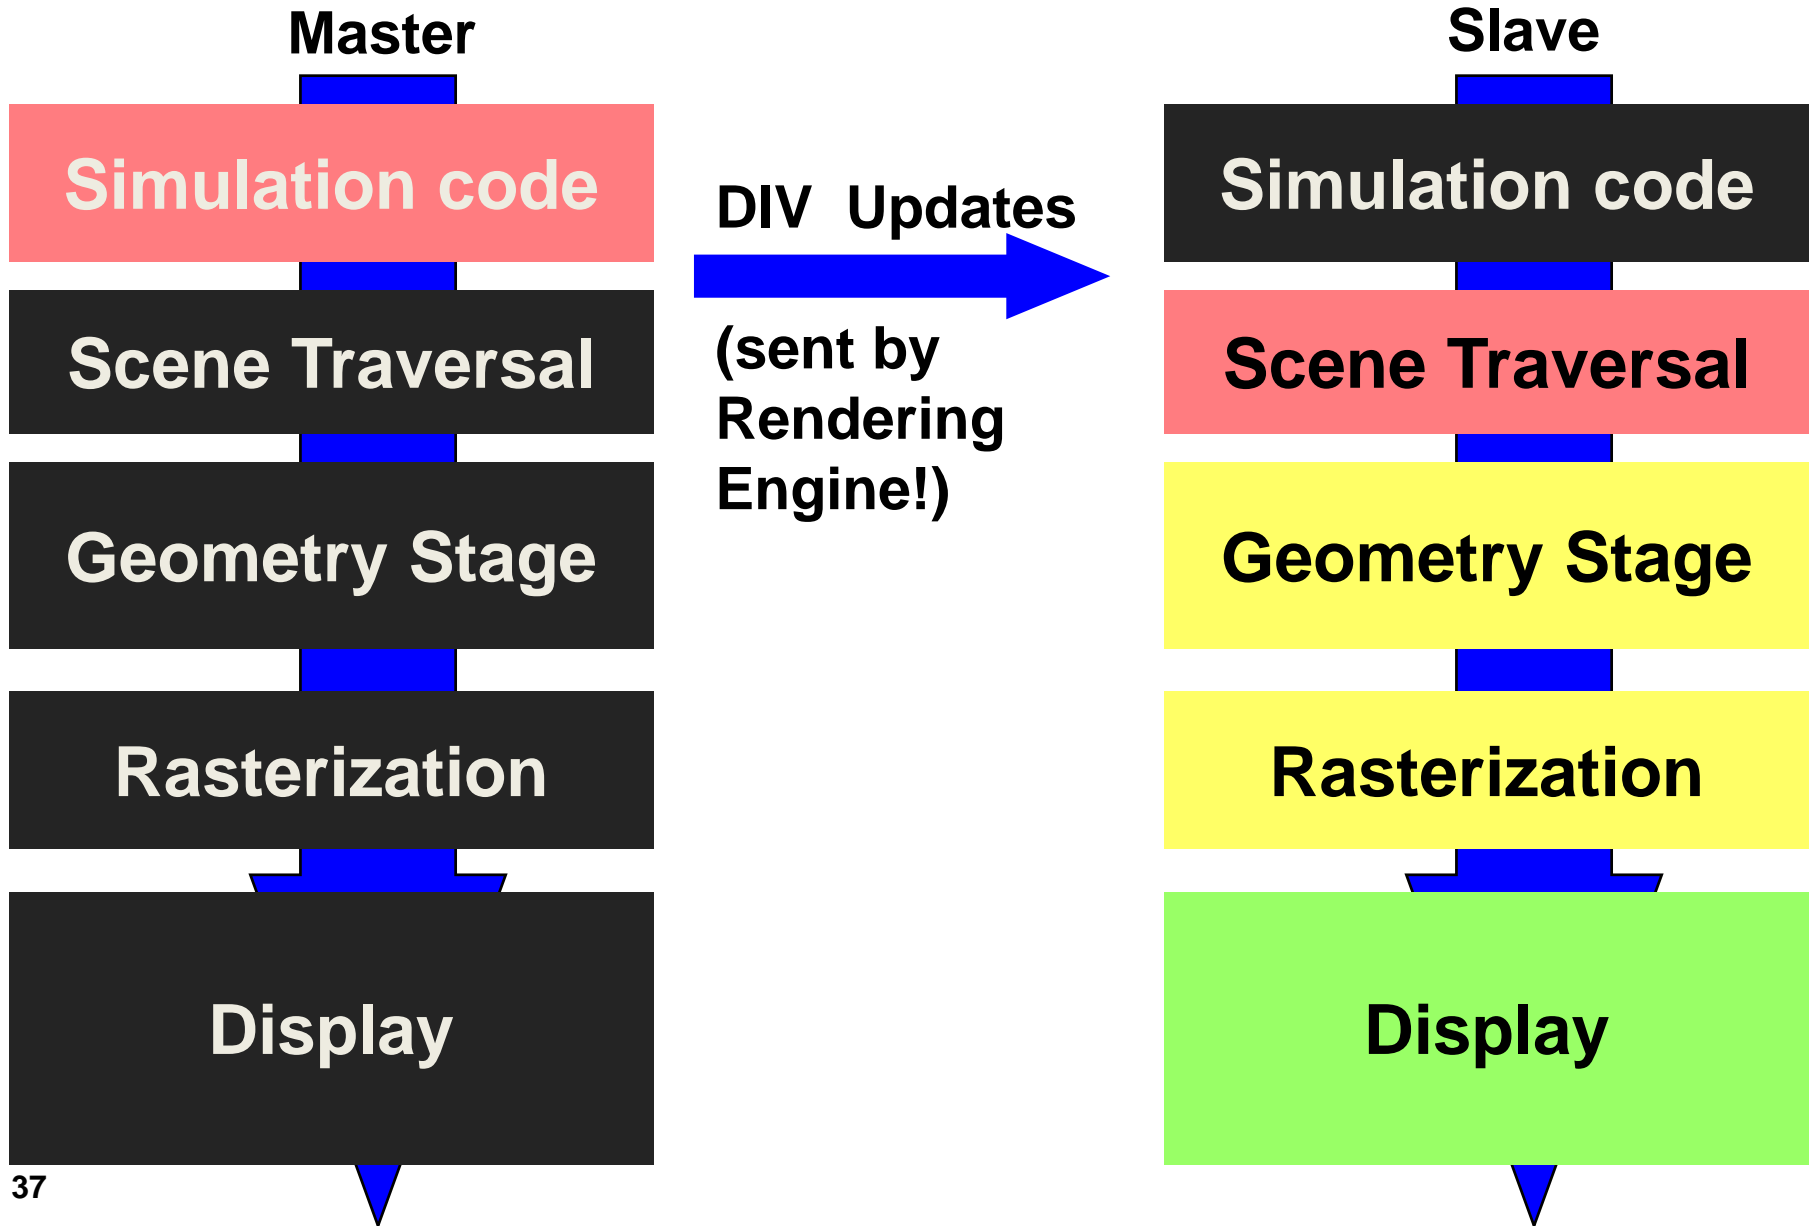 Master
Simulation code
Scene Traversal
Geometry Stage
Rasterization
Display
DIV  Updates
(sent by
Rendering
Engine!)
Slave
Simulation code
Scene Traversal
Geometry Stage
Rasterization
Display
37